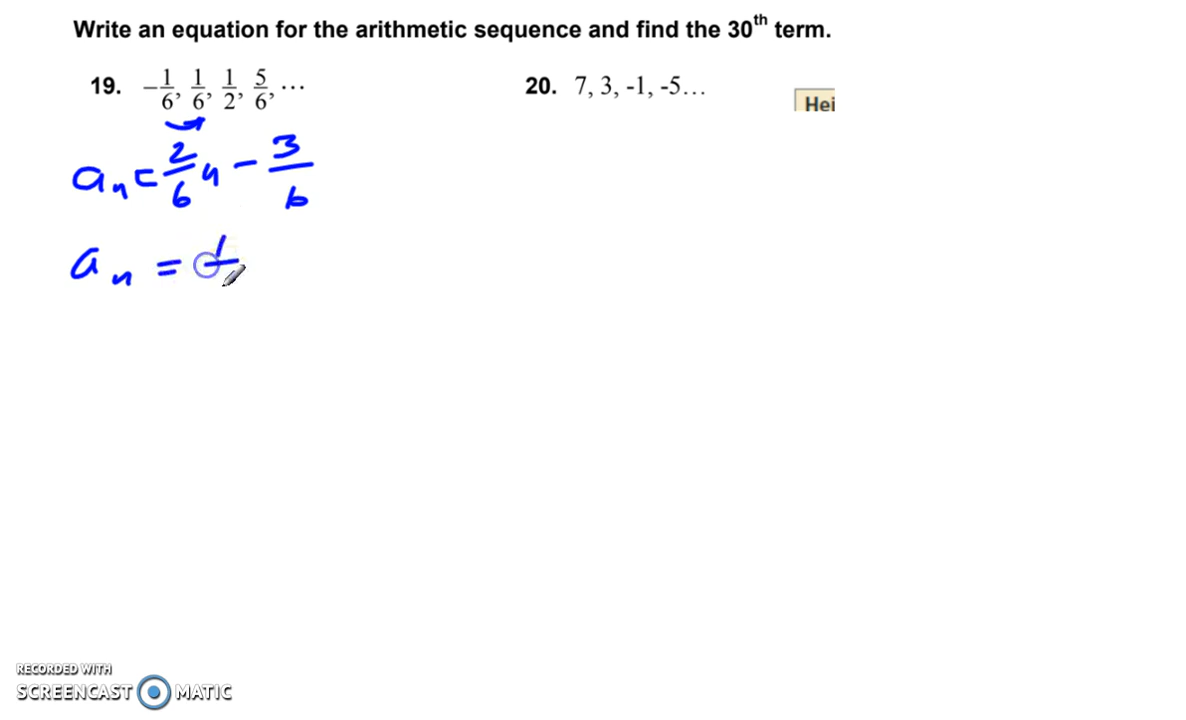 Write an equation for the arithmetic sequence and find the 30th term.
19. -1/6, 1/6, 1/2, 5/6, ...
20. 7, 3, -1, -5...
Hei
an = 2/6 n - 3/6
an = 1
RECORDED WITH
SCREENCAST MATIC